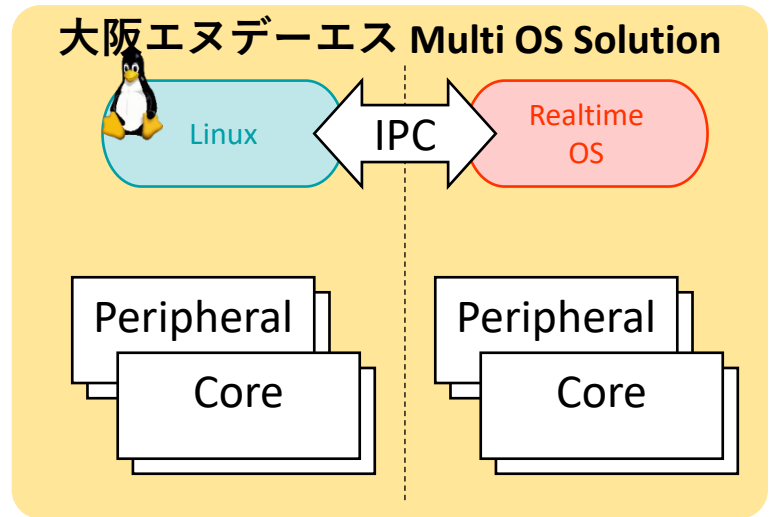 大阪エヌデーエス Multi OS Solution
Linux
IPC
Realtime
OS
Peripheral
Core
Peripheral
Core